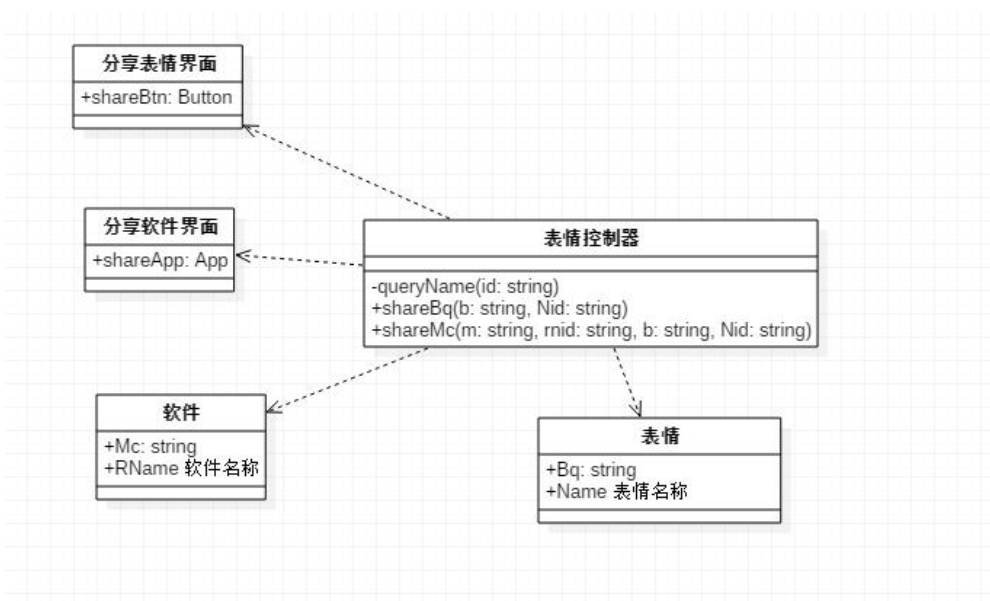 分享表情界面
+shareBtn: Button
分享软件界面
+shareApp: App
表情控制器
-queryName(id: string)
+shareBq(b: string, Nid: string)
+shareMc(m: string, rnid: string, b: string, Nid: string)
软件
+Mc: string
+RName 软件名称
表情
+Bq: string
+Name 表情名称